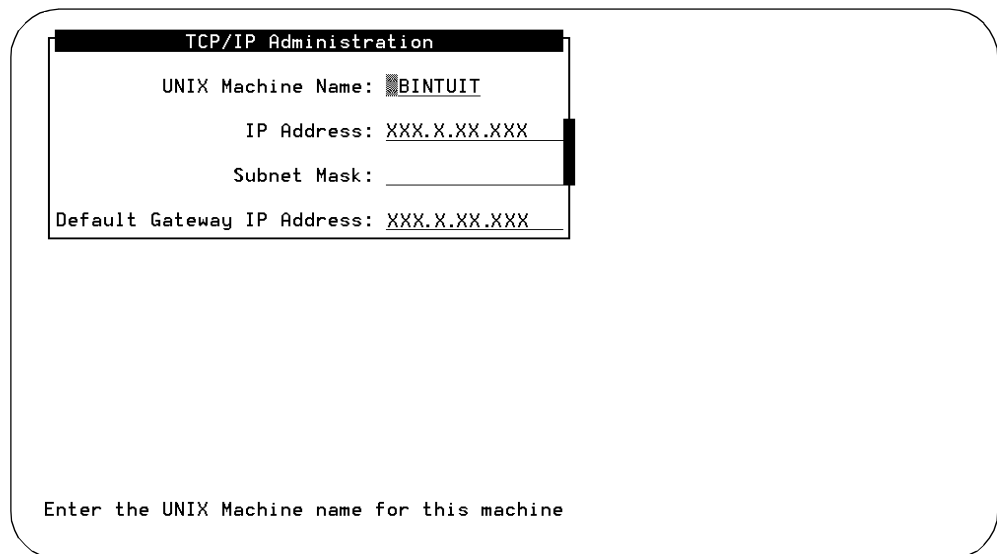 TCP/IP Administration
UNIX Machine Name: BINTUIT
IP Address: XXX.X.XX.XXX
Subnet Mask:
Default Gateway IP Address: XXX.X.XX.XXX
Enter the UNIX Machine name for this machine